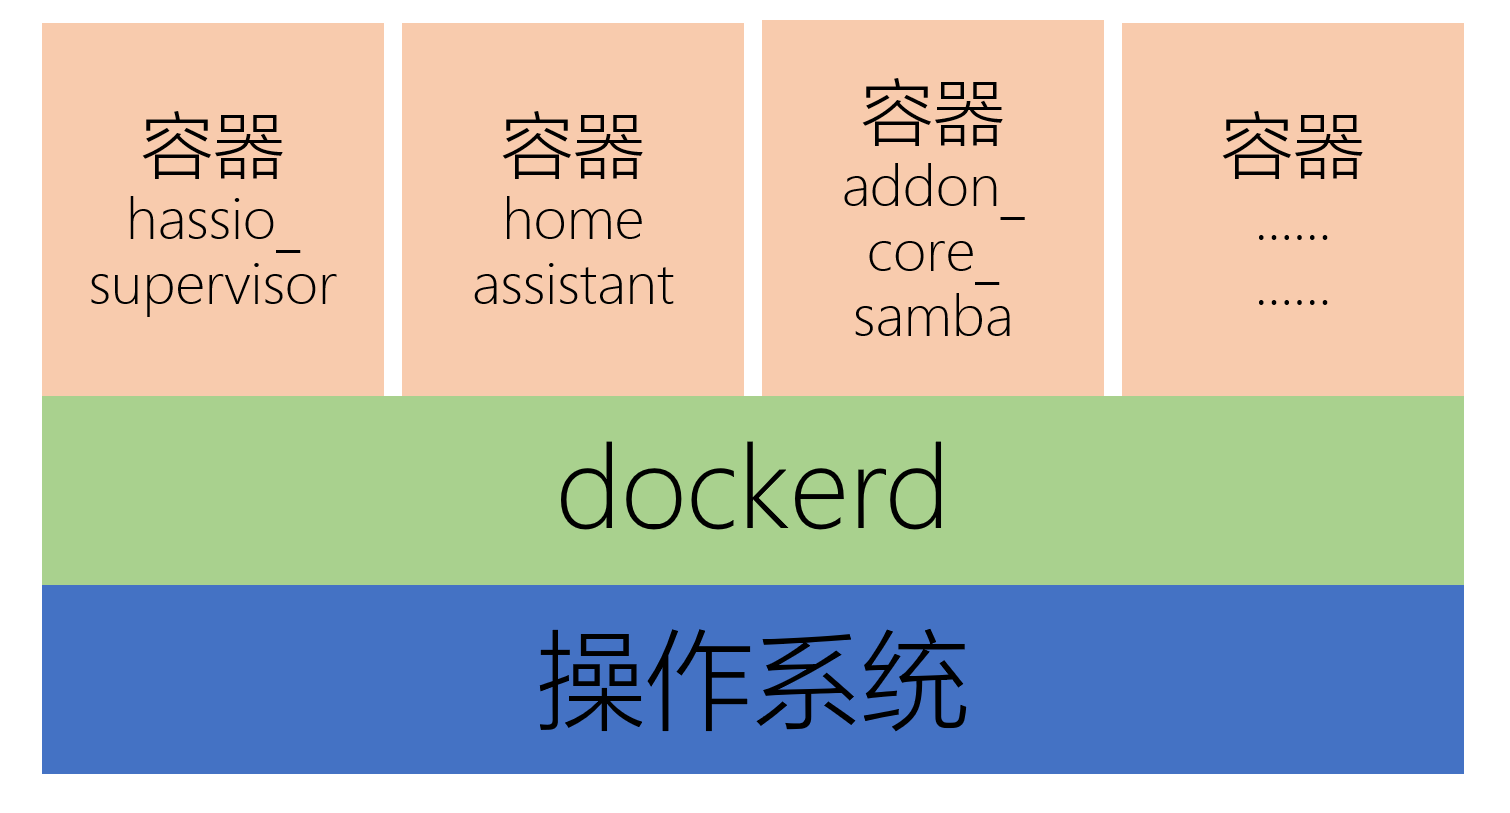 容器
hassio_
supervisor
容器
home
assistant
容器
addon_
core_
samba
容器
……
……
dockerd
操作系统